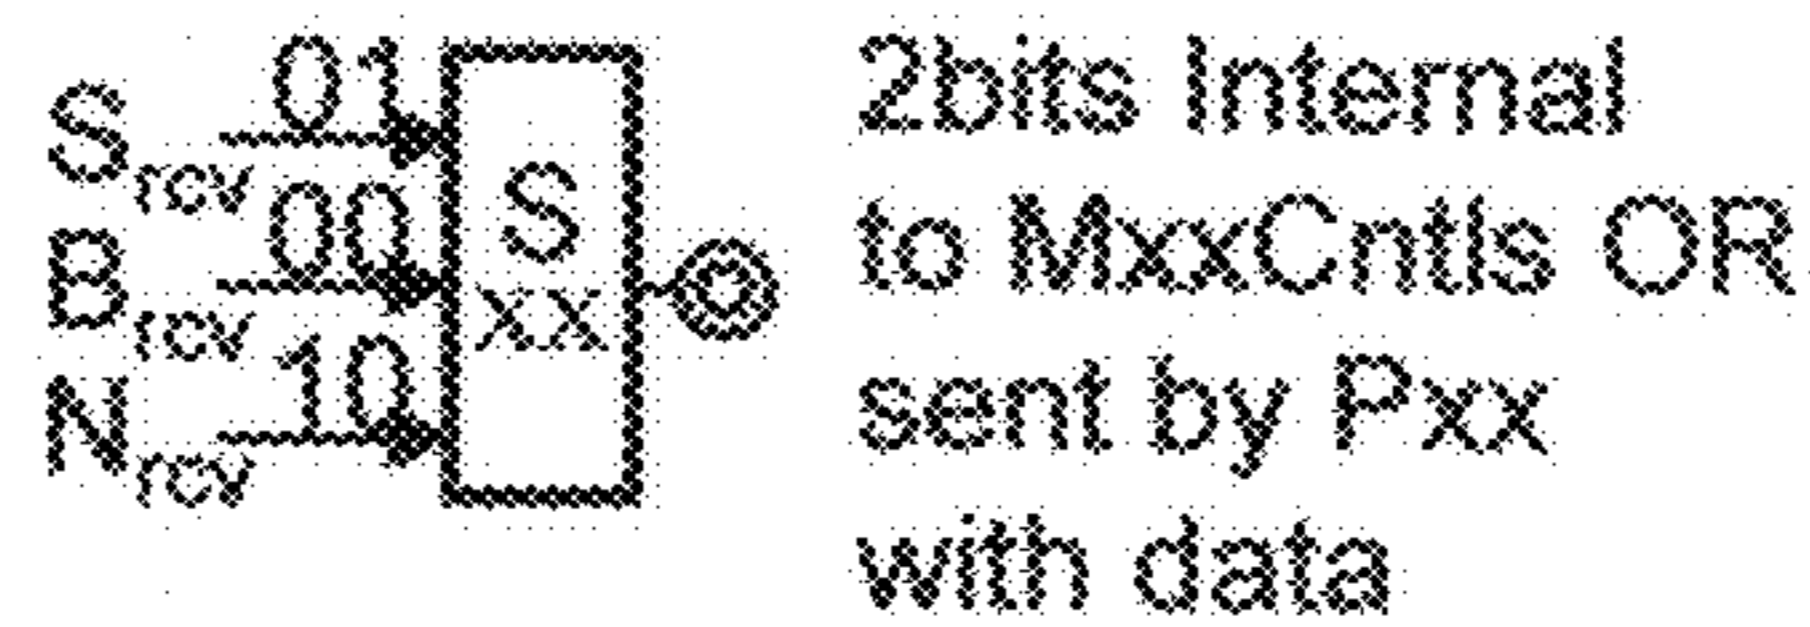 01
S rcv
00
B rcv
10
N rcv
S
xx
2bits Internal
to MxxCntls OR
sent by Pxx
with data